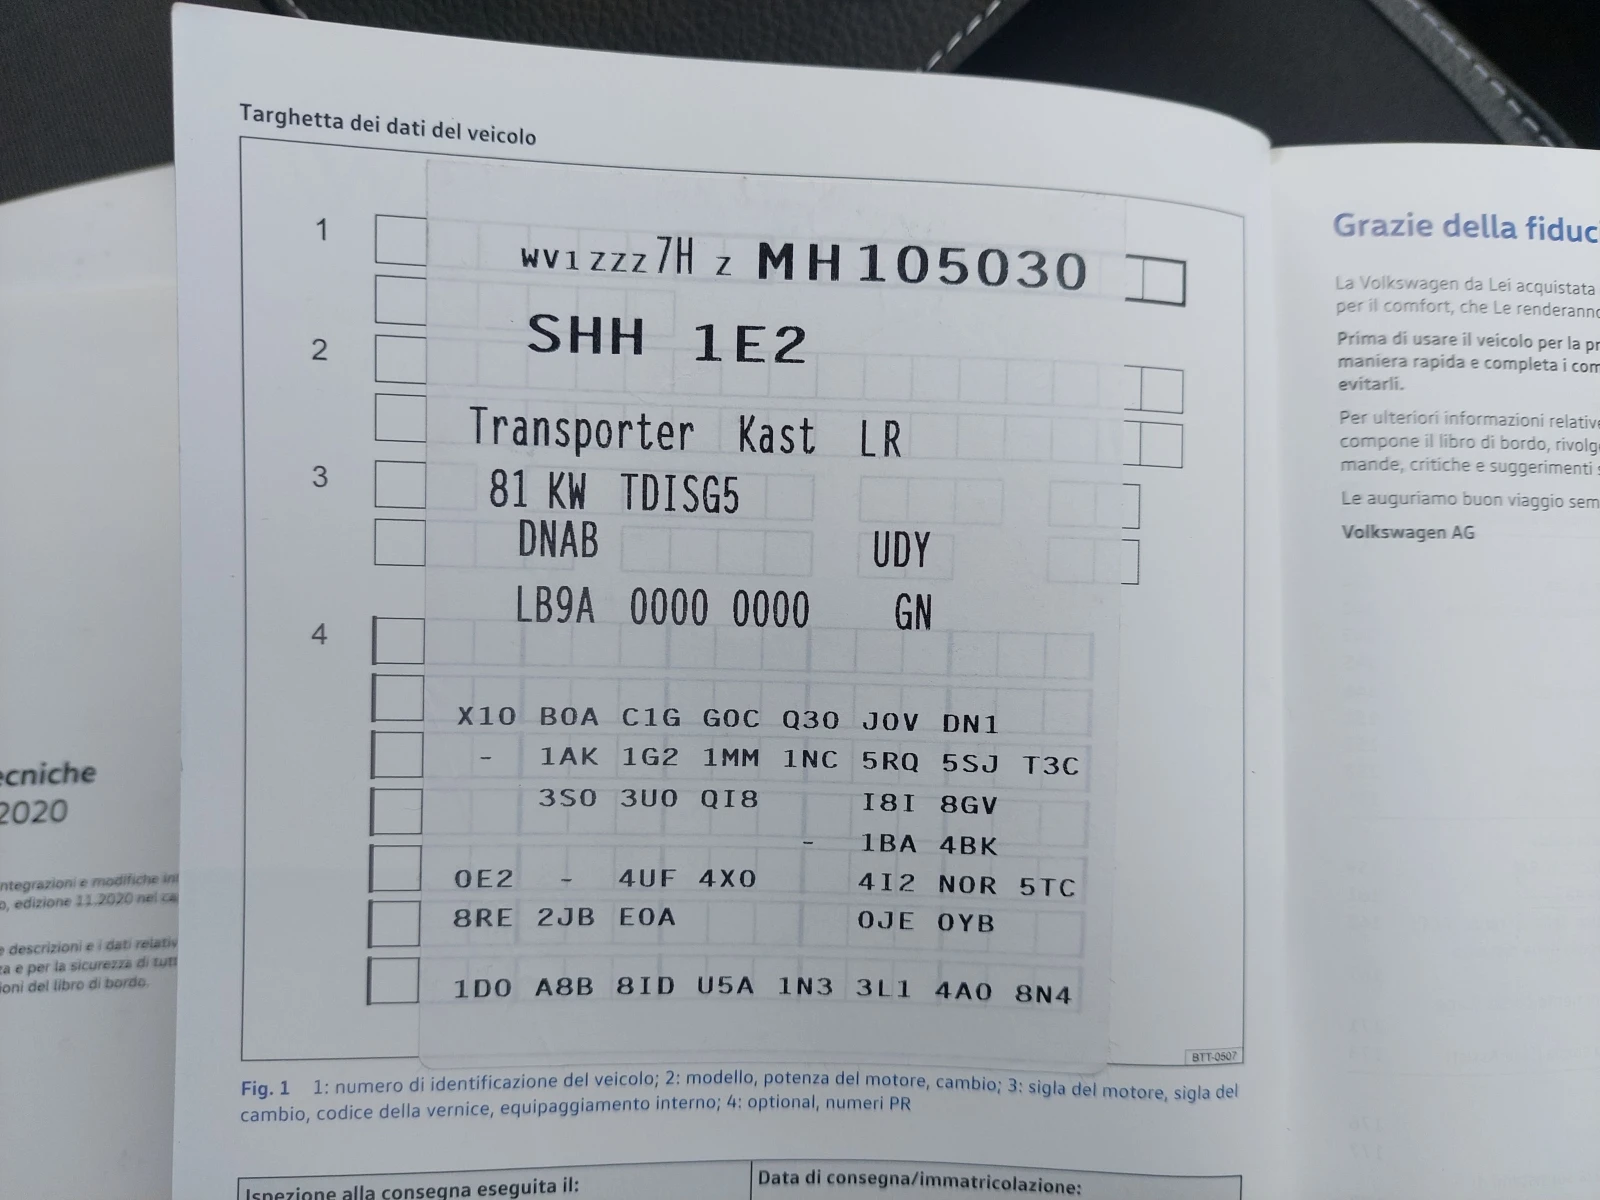 Targhetta dei dati del veicolo
1
WV1ZZZ7H Z MH105030
SHH 1E2
2
Transporter Kast LR
3
81 KW TDISG5
DNAB UDY
LB9A 0000 0000 GN
4
X10 B0A C1G G0C Q30 J0V DN1
- 1AK 1G2 1MM 1NC 5RQ 5SJ T3C
3S0 3U0 QI8 I8I 8GV
- 1BA 4BK
0E2 - 4UF 4X0 4I2 N0R 5TC
8RE 2JB E0A 0JE 0YB
1D0 A8B 8ID U5A 1N3 3L1 4A0 8N4
BTT-0507
Fig. 1 1: numero di identificazione del veicolo; 2: modello, potenza del motore, cambio; 3: sigla del motore, sigla del
cambio, codice della vernice, equipaggiamento interno; 4: optional, numeri PR
Ispezione alla consegna eseguita il:
Data di consegna/immatricolazione:
Grazie della fiduc
La Volkswagen da Lei acquistata
per il comfort, che Le renderanno
Prima di usare il veicolo per la pr
maniera rapida e completa i com
evitarli.
Per ulteriori informazioni relative
compone il libro di bordo, rivolg
mande, critiche e suggerimenti s
Le auguriamo buon viaggio sem
Volkswagen AG
ecniche
2020
ntegrazioni e modifiche int
o, edizione 11.2020 nel ca
e descrizioni e i dati relativ
za e per la sicurezza di tutt
ioni del libro di bordo.